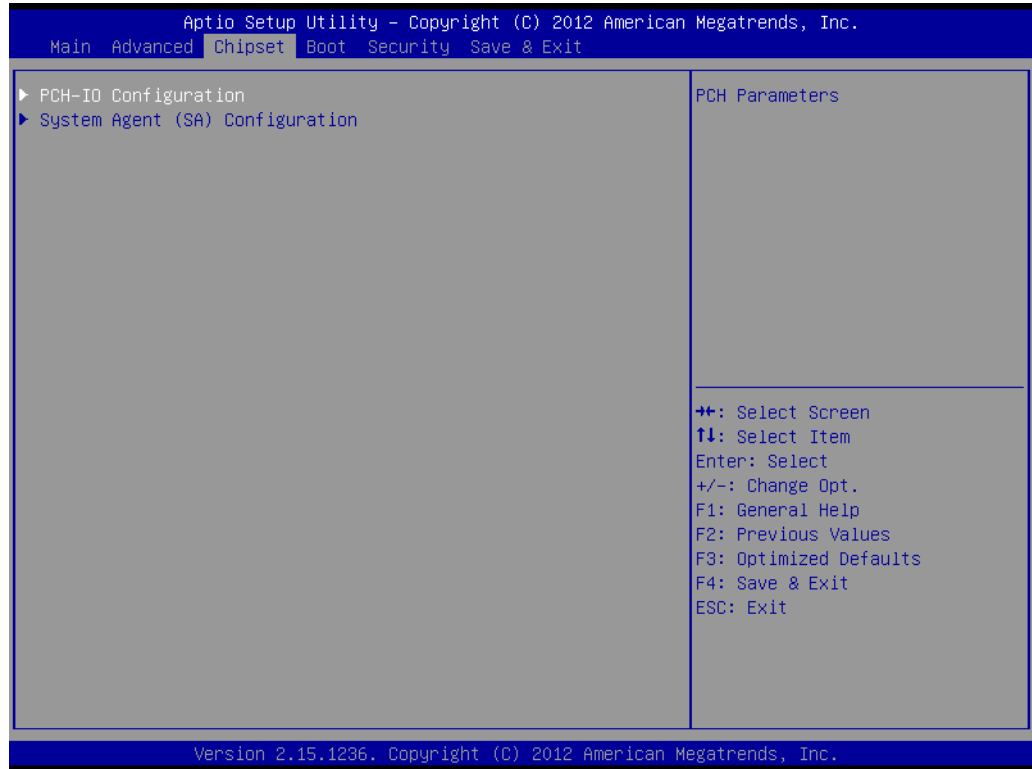 Aptio Setup Utility – Copyright (C) 2012 American Megatrends, Inc.
Main Advanced Chipset Boot Security Save & Exit
▶ PCH-IO Configuration
▶ System Agent (SA) Configuration
PCH Parameters
→←: Select Screen
↑↓: Select Item
Enter: Select
+/-: Change Opt.
F1: General Help
F2: Previous Values
F3: Optimized Defaults
F4: Save & Exit
ESC: Exit
Version 2.15.1236. Copyright (C) 2012 American Megatrends, Inc.